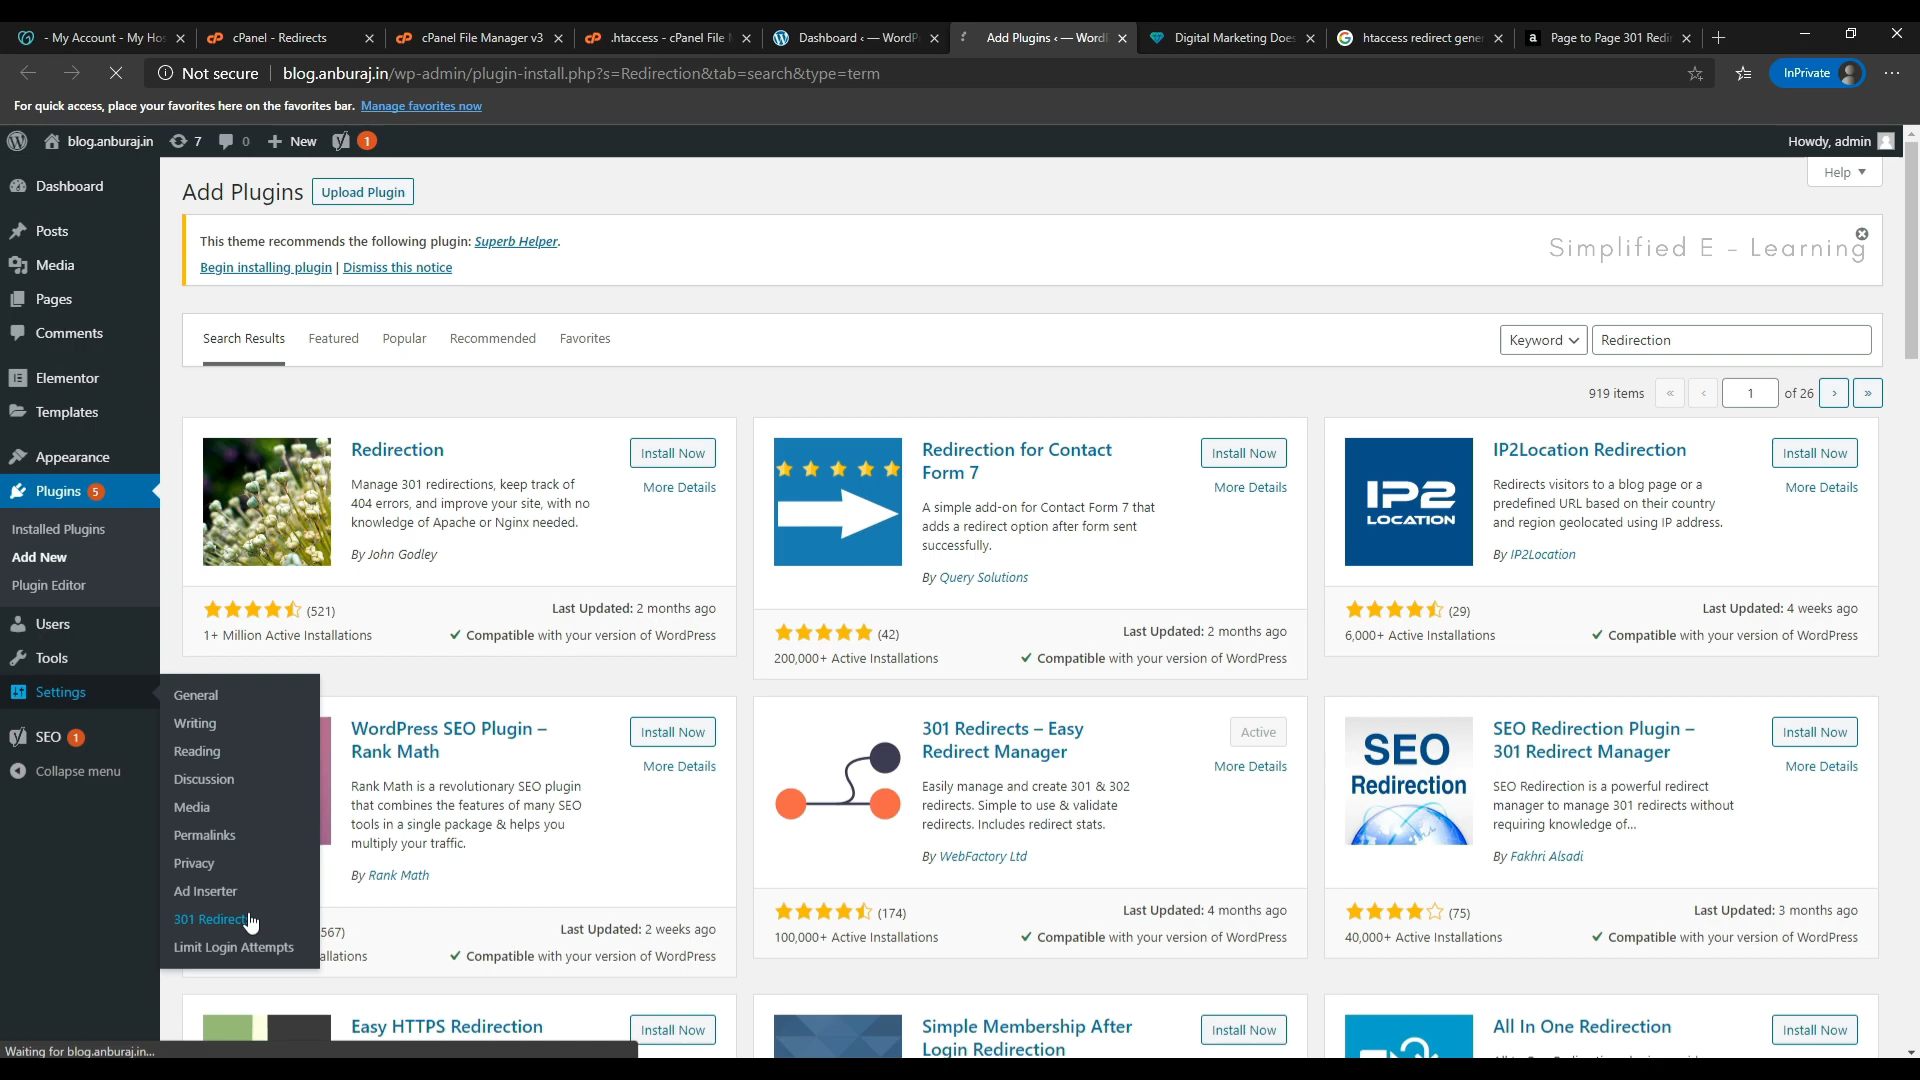 - My Account - My Ho
cPanel - Redirects
cPanel File Manager v3
.htaccess - cPanel File
Dashboard ‹ — WordP
Add Plugins ‹ — Word
Digital Marketing Does
htaccess redirect gene
Page to Page 301 Redi
Not secure
blog.anburaj.in/wp-admin/plugin-install.php?s=Redirection&tab=search&type=term
InPrivate
For quick access, place your favorites here on the favorites bar. Manage favorites now
blog.anburaj.in
7
0
New
1
Howdy, admin
Dashboard
Posts
Media
Pages
Comments
Elementor
Templates
Appearance
Plugins 5
Installed Plugins
Add New
Plugin Editor
Users
Tools
Settings
SEO 1
Collapse menu
General
Writing
Reading
Discussion
Media
Permalinks
Privacy
Ad Inserter
301 Redirect
Limit Login Attempts
Help
Add Plugins
Upload Plugin
This theme recommends the following plugin: Superb Helper.
Begin installing plugin | Dismiss this notice
Simplified E - Learning
Search Results
Featured
Popular
Recommended
Favorites
Keyword
Redirection
919 items
«
‹
1
of 26
›
»
Redirection
Install Now
More Details
Manage 301 redirections, keep track of
404 errors, and improve your site, with no
knowledge of Apache or Nginx needed.
By John Godley
(521)
Last Updated: 2 months ago
1+ Million Active Installations
Compatible with your version of WordPress
Redirection for Contact
Form 7
Install Now
More Details
A simple add-on for Contact Form 7 that
adds a redirect option after form sent
successfully.
By Query Solutions
(42)
Last Updated: 2 months ago
200,000+ Active Installations
Compatible with your version of WordPress
IP2
LOCATION
IP2Location Redirection
Install Now
More Details
Redirects visitors to a blog page or a
predefined URL based on their country
and region geolocated using IP address.
By IP2Location
(29)
Last Updated: 4 weeks ago
6,000+ Active Installations
Compatible with your version of WordPress
WordPress SEO Plugin –
Rank Math
Install Now
More Details
Rank Math is a revolutionary SEO plugin
that combines the features of many SEO
tools in a single package & helps you
multiply your traffic.
By Rank Math
567)
Last Updated: 2 weeks ago
allations
Compatible with your version of WordPress
301 Redirects – Easy
Redirect Manager
Active
More Details
Easily manage and create 301 & 302
redirects. Simple to use & validate
redirects. Includes redirect stats.
By WebFactory Ltd
(174)
Last Updated: 4 months ago
100,000+ Active Installations
Compatible with your version of WordPress
SEO
Redirection
SEO Redirection Plugin –
301 Redirect Manager
Install Now
More Details
SEO Redirection is a powerful redirect
manager to manage 301 redirects without
requiring knowledge of...
By Fakhri Alsadi
(75)
Last Updated: 3 months ago
40,000+ Active Installations
Compatible with your version of WordPress
Easy HTTPS Redirection
Install Now
Simple Membership After
Login Redirection
Install Now
All In One Redirection
Install Now
Waiting for blog.anburaj.in...